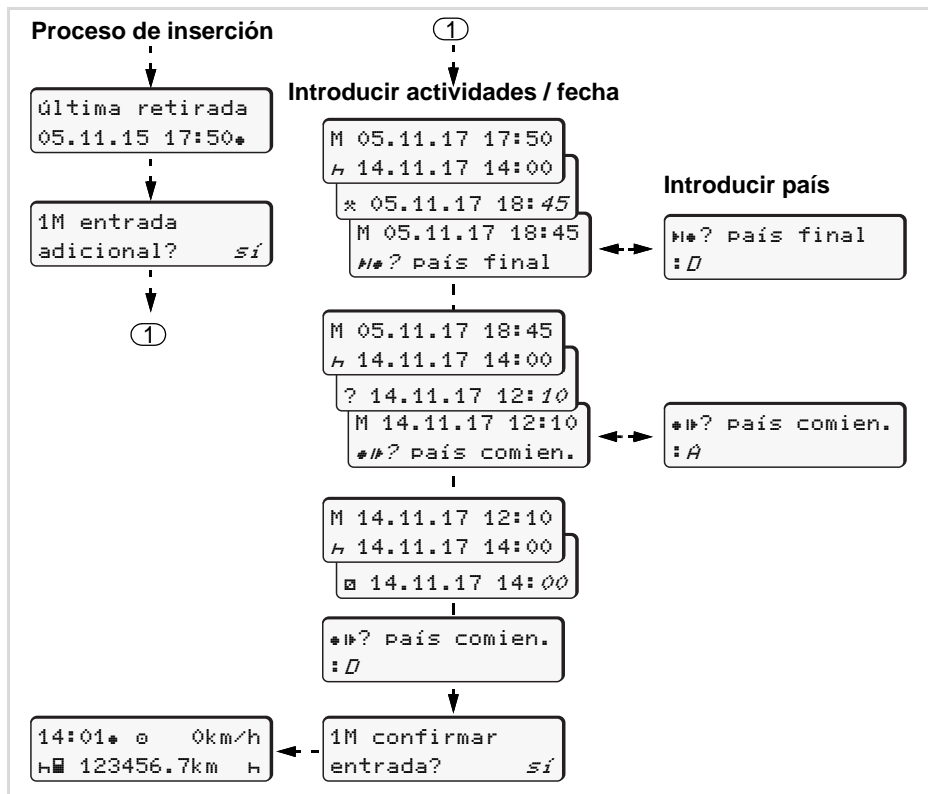 Proceso de inserción
última retirada
05.11.15 17:50
1M entrada
adicional? sí
1
1
Introducir actividades / fecha
M 05.11.17 17:50
14.11.17 14:00
05.11.17 18:45
M 05.11.17 18:45
? país final
Introducir país
? país final
:D
M 05.11.17 18:45
14.11.17 14:00
? 14.11.17 12:10
M 14.11.17 12:10
? país comien.
? país comien.
:A
M 14.11.17 12:10
14.11.17 14:00
14.11.17 14:00
? país comien.
:D
1M confirmar
entrada? sí
14:01 0km/h
123456.7km